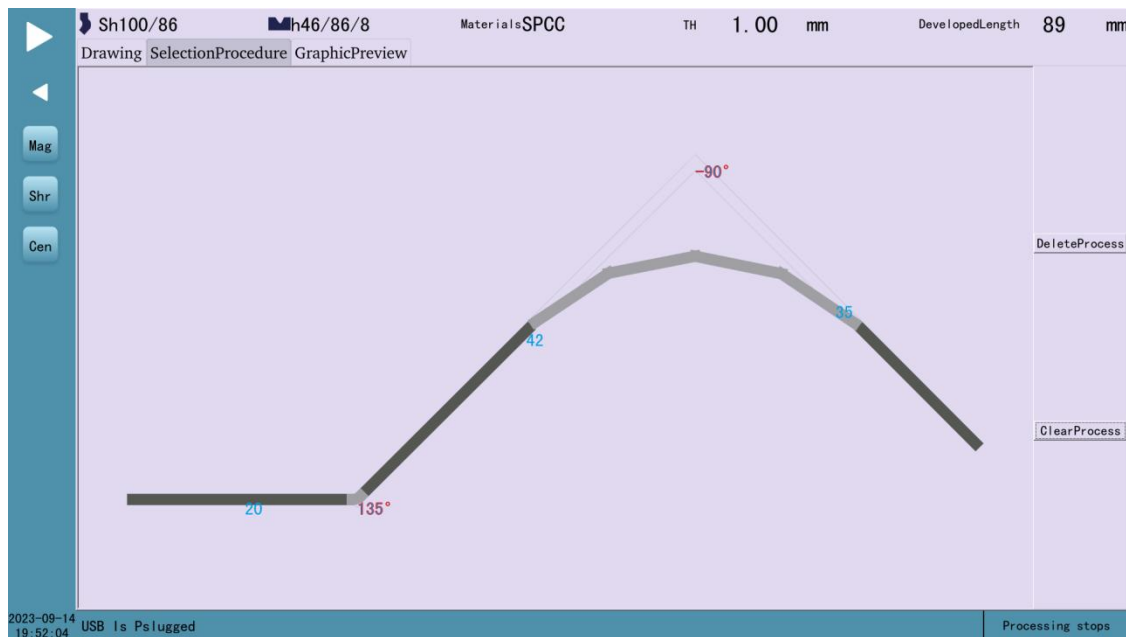 Sh100/86 h46/86/8 MaterialsSPCC TH 1.00 mm DevelopedLength 89 mm
Drawing SelectionProcedure GraphicPreview
Mag
Shr
Cen
-90°
DeleteProcess
35
42
ClearProcess
20
135°
2023-09-14
19:52:04
USB Is Pslugged
Processing stops